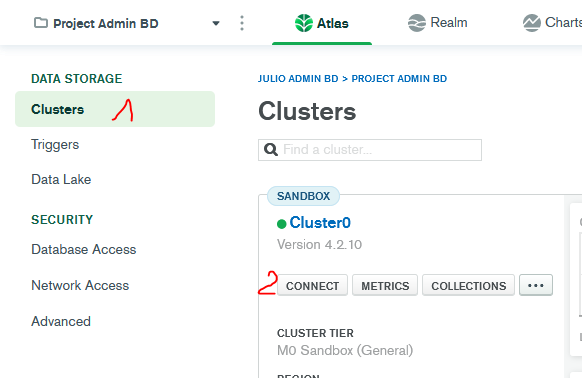 Project Admin BD
Atlas
Realm
Charts
DATA STORAGE
Clusters 1
Triggers
Data Lake
SECURITY
Database Access
Network Access
Advanced
JULIO ADMIN BD > PROJECT ADMIN BD
Clusters
Find a cluster...
SANDBOX
Cluster0
Version 4.2.10
2 CONNECT METRICS COLLECTIONS ...
CLUSTER TIER
M0 Sandbox (General)
REGION